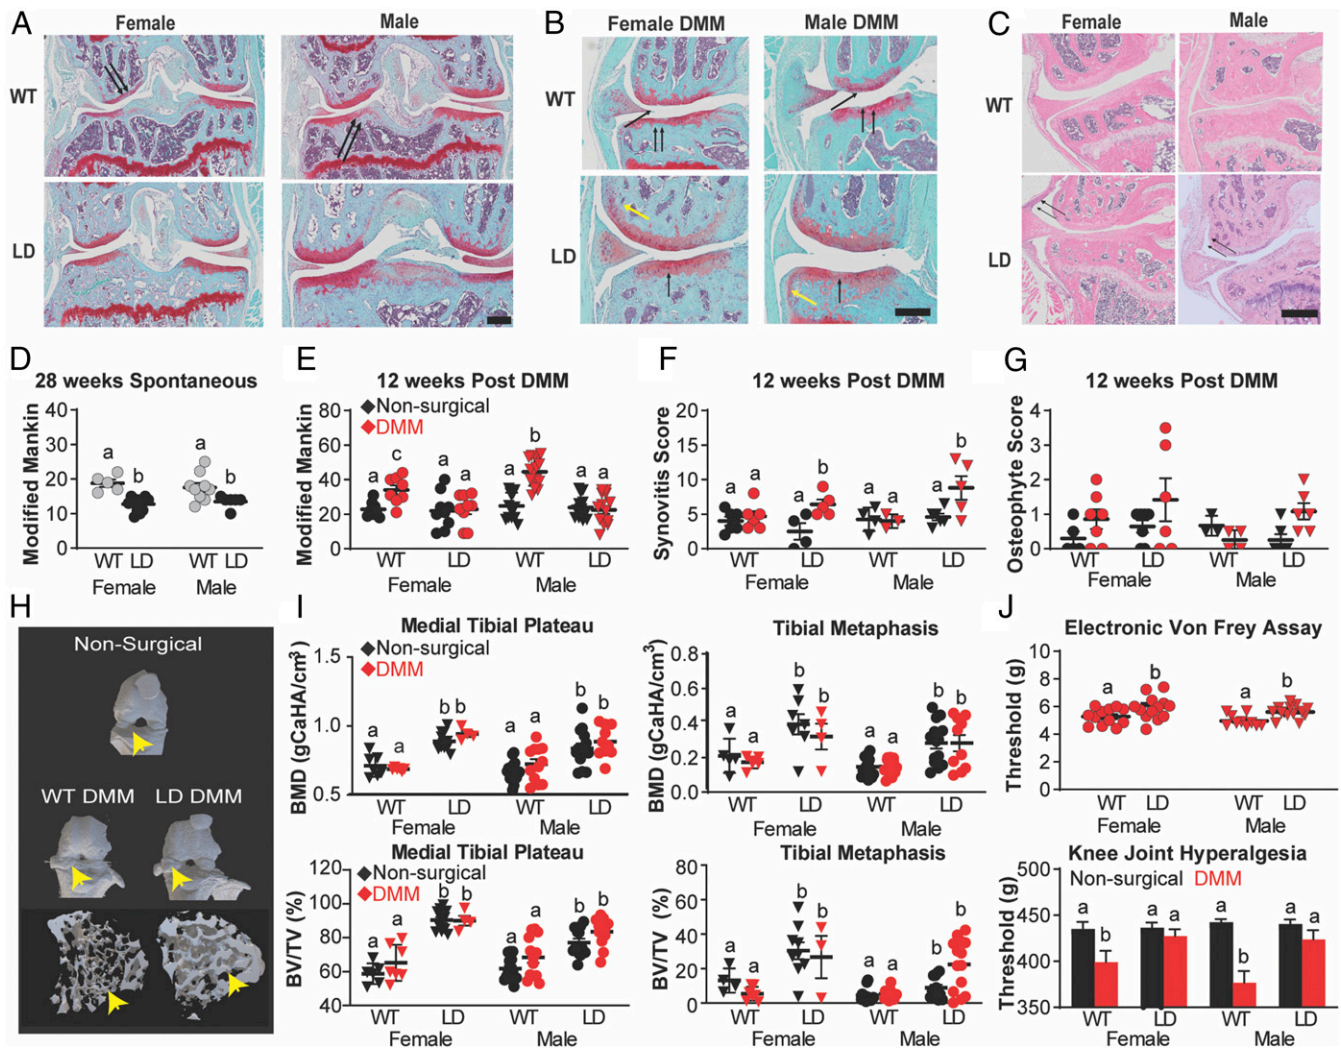 A
Female
Male
WT
LD
B
Female DMM
Male DMM
WT
LD
C
Female
Male
WT
LD
D
28 weeks Spontaneous
Modified Mankin
40
30
20
10
0
a
b
a
b
WT LD WT LD
Female Male
E
12 weeks Post DMM
Non-surgical
DMM
Modified Mankin
80
60
40
20
0
a c a a a b a a
WT LD WT LD
Female Male
F
12 weeks Post DMM
Synovitis Score
20
15
10
5
0
a a a b a a a b
WT LD WT LD
Female Male
G
12 weeks Post DMM
Osteophyte Score
4
3
2
1
0
WT LD WT LD
Female Male
H
Non-Surgical
WT DMM LD DMM
I
Medial Tibial Plateau
Non-surgical
DMM
BMD (gCaHA/cm³)
1.5
1.0
0.5
a a b b a a b b
WT LD WT LD
Female Male
Tibial Metaphasis
BMD (gCaHA/cm³)
0.8
0.6
0.4
0.2
0.0
a a b b a a b b
WT LD WT LD
Female Male
Medial Tibial Plateau
Non-surgical
DMM
BV/TV (%)
120
100
80
60
40
a a b b a a b b
WT LD WT LD
Female Male
Tibial Metaphasis
BV/TV (%)
80
60
40
20
0
a a b b a a b b
WT LD WT LD
Female Male
J
Electronic Von Frey Assay
Threshold (g)
10
8
6
4
2
0
a b a b
WT LD WT LD
Female Male
Knee Joint Hyperalgesia
Non-surgical DMM
Threshold (g)
500
450
400
350
a b a a a b a a
WT LD WT LD
Female Male